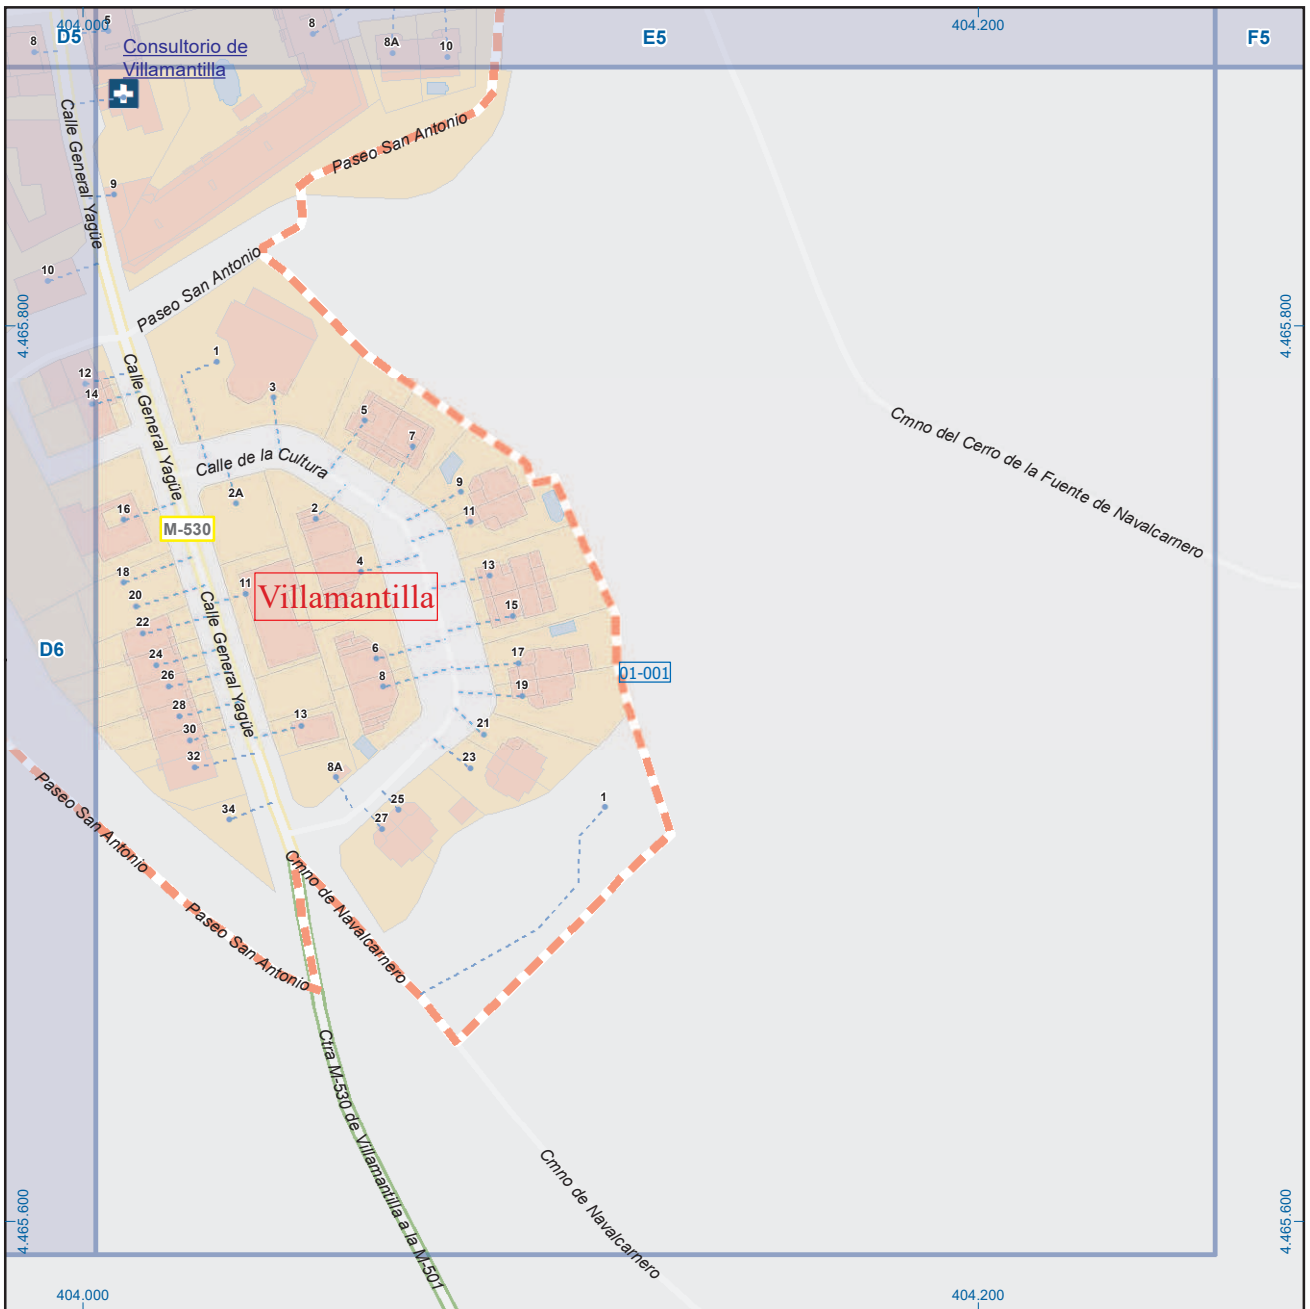 404.000
404.200
D5
E5
F5
5
8
8
8A
10
Consultorio de
Villamantilla
Calle General Yagüe
Paseo San Antonio
9
10
Paseo San Antonio
4.465.800
4.465.800
12
14
Calle General Yagüe
1
3
5
7
Cmno del Cerro de la Fuente de Navalcarnero
Calle de la Cultura
2A
2
9
11
16
M-530
4
13
18
20
11
Villamantilla
15
22
Calle General Yagüe
D6
24
6
17
01-001
26
8
19
28
13
21
30
32
8A
23
Paseo San Antonio
34
25
27
1
Cmno de Navalcarnero
Paseo San Antonio
Ctra M-530 de Villamantilla a la M-501
Cmno de Navalcarnero
4.465.600
4.465.600
404.000
404.200